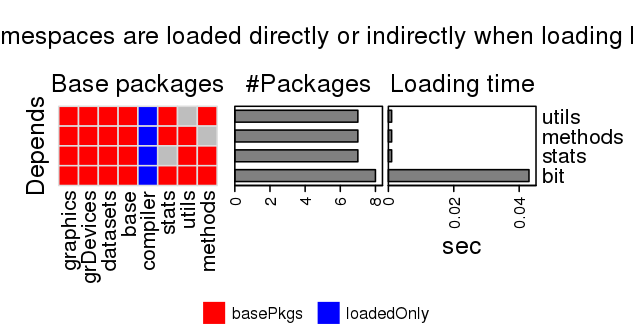 mespaces are loaded directly or indirectly when loading
Base packages
#Packages
Loading time
Depends
utils
methods
stats
bit
graphics
grDevices
datasets
base
compiler
stats
utils
methods
0
2
4
6
8
0
0.02
0.04
sec
basePkgs
loadedOnly